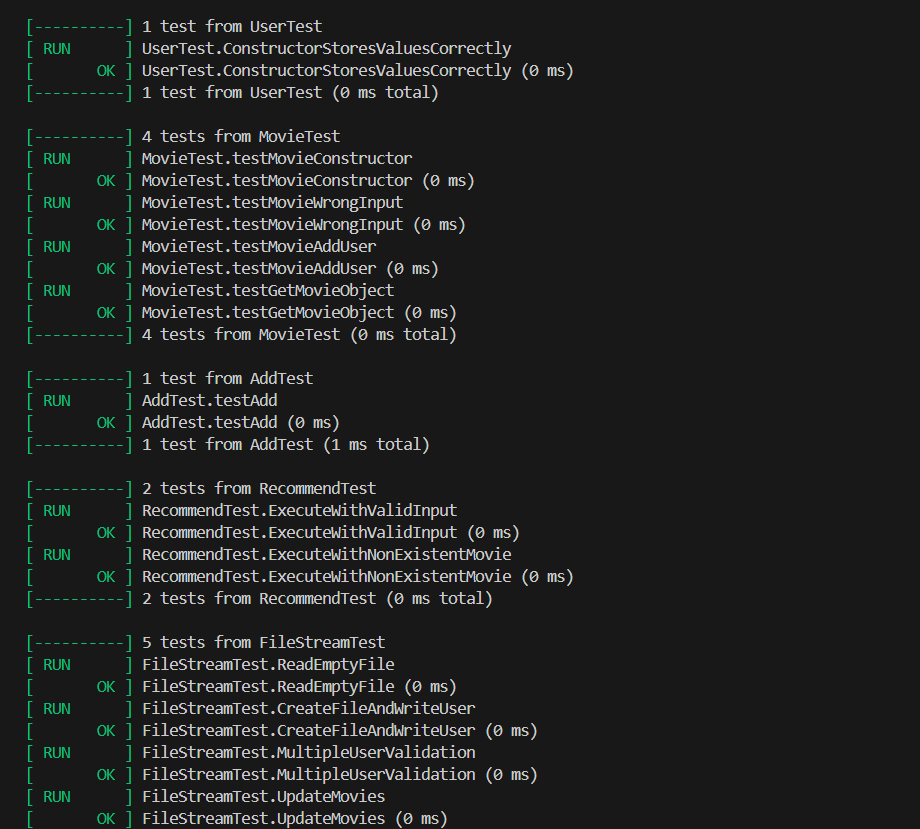 [----------] 1 test from UserTest
[ RUN      ] UserTest.ConstructorStoresValuesCorrectly
[       OK ] UserTest.ConstructorStoresValuesCorrectly (0 ms)
[----------] 1 test from UserTest (0 ms total)

[----------] 4 tests from MovieTest
[ RUN      ] MovieTest.testMovieConstructor
[       OK ] MovieTest.testMovieConstructor (0 ms)
[ RUN      ] MovieTest.testMovieWrongInput
[       OK ] MovieTest.testMovieWrongInput (0 ms)
[ RUN      ] MovieTest.testMovieAddUser
[       OK ] MovieTest.testMovieAddUser (0 ms)
[ RUN      ] MovieTest.testGetMovieObject
[       OK ] MovieTest.testGetMovieObject (0 ms)
[----------] 4 tests from MovieTest (0 ms total)

[----------] 1 test from AddTest
[ RUN      ] AddTest.testAdd
[       OK ] AddTest.testAdd (0 ms)
[----------] 1 test from AddTest (1 ms total)

[----------] 2 tests from RecommendTest
[ RUN      ] RecommendTest.ExecuteWithValidInput
[       OK ] RecommendTest.ExecuteWithValidInput (0 ms)
[ RUN      ] RecommendTest.ExecuteWithNonExistentMovie
[       OK ] RecommendTest.ExecuteWithNonExistentMovie (0 ms)
[----------] 2 tests from RecommendTest (0 ms total)

[----------] 5 tests from FileStreamTest
[ RUN      ] FileStreamTest.ReadEmptyFile
[       OK ] FileStreamTest.ReadEmptyFile (0 ms)
[ RUN      ] FileStreamTest.CreateFileAndWriteUser
[       OK ] FileStreamTest.CreateFileAndWriteUser (0 ms)
[ RUN      ] FileStreamTest.MultipleUserValidation
[       OK ] FileStreamTest.MultipleUserValidation (0 ms)
[ RUN      ] FileStreamTest.UpdateMovies
[       OK ] FileStreamTest.UpdateMovies (0 ms)